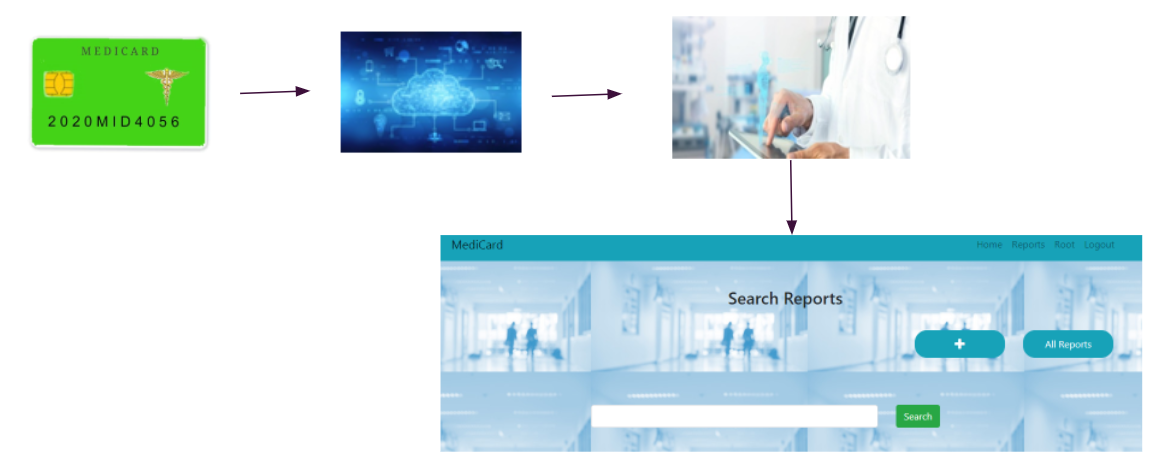 MEDICARD
2020MID4056
MediCard
Home Reports Root Logout
Search Reports
All Reports
Search